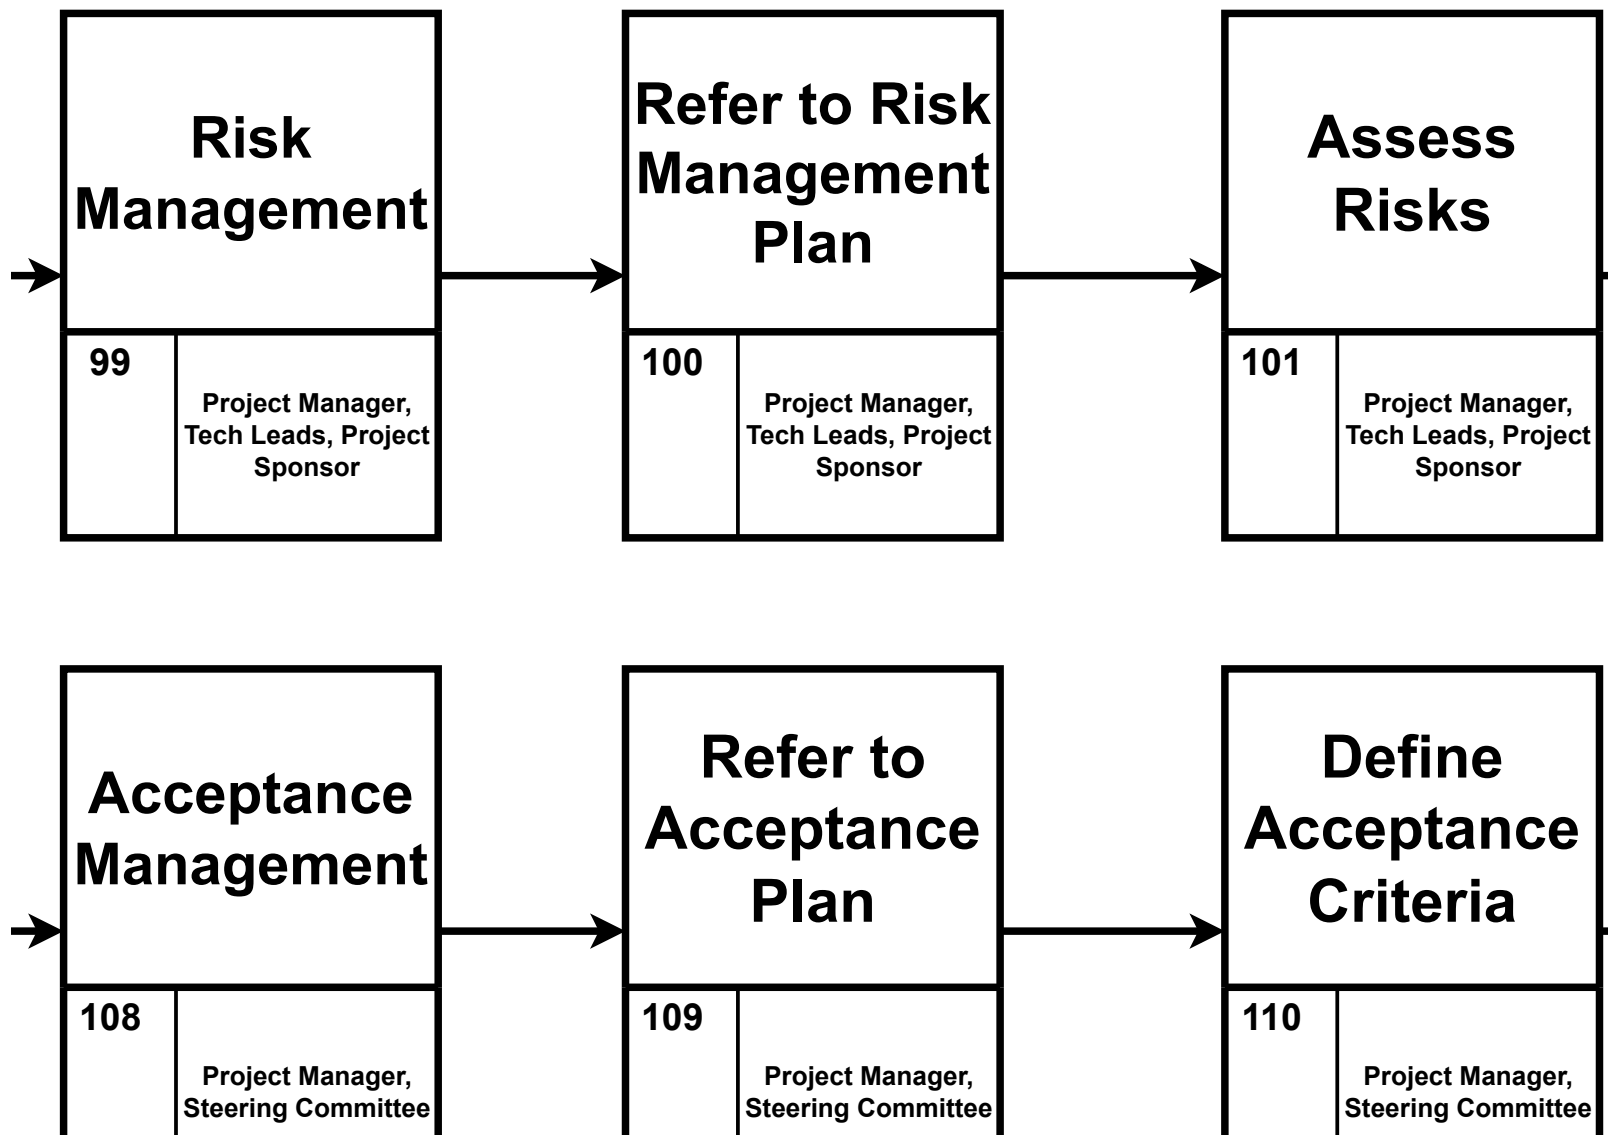 Risk
Management
99
Project Manager,
Tech Leads, Project
Sponsor
Refer to Risk
Management
Plan
100
Project Manager,
Tech Leads, Project
Sponsor
Assess
Risks
101
Project Manager,
Tech Leads, Project
Sponsor
Acceptance
Management
108
Project Manager,
Steering Committee
Refer to
Acceptance
Plan
109
Project Manager,
Steering Committee
Define
Acceptance
Criteria
110
Project Manager,
Steering Committee